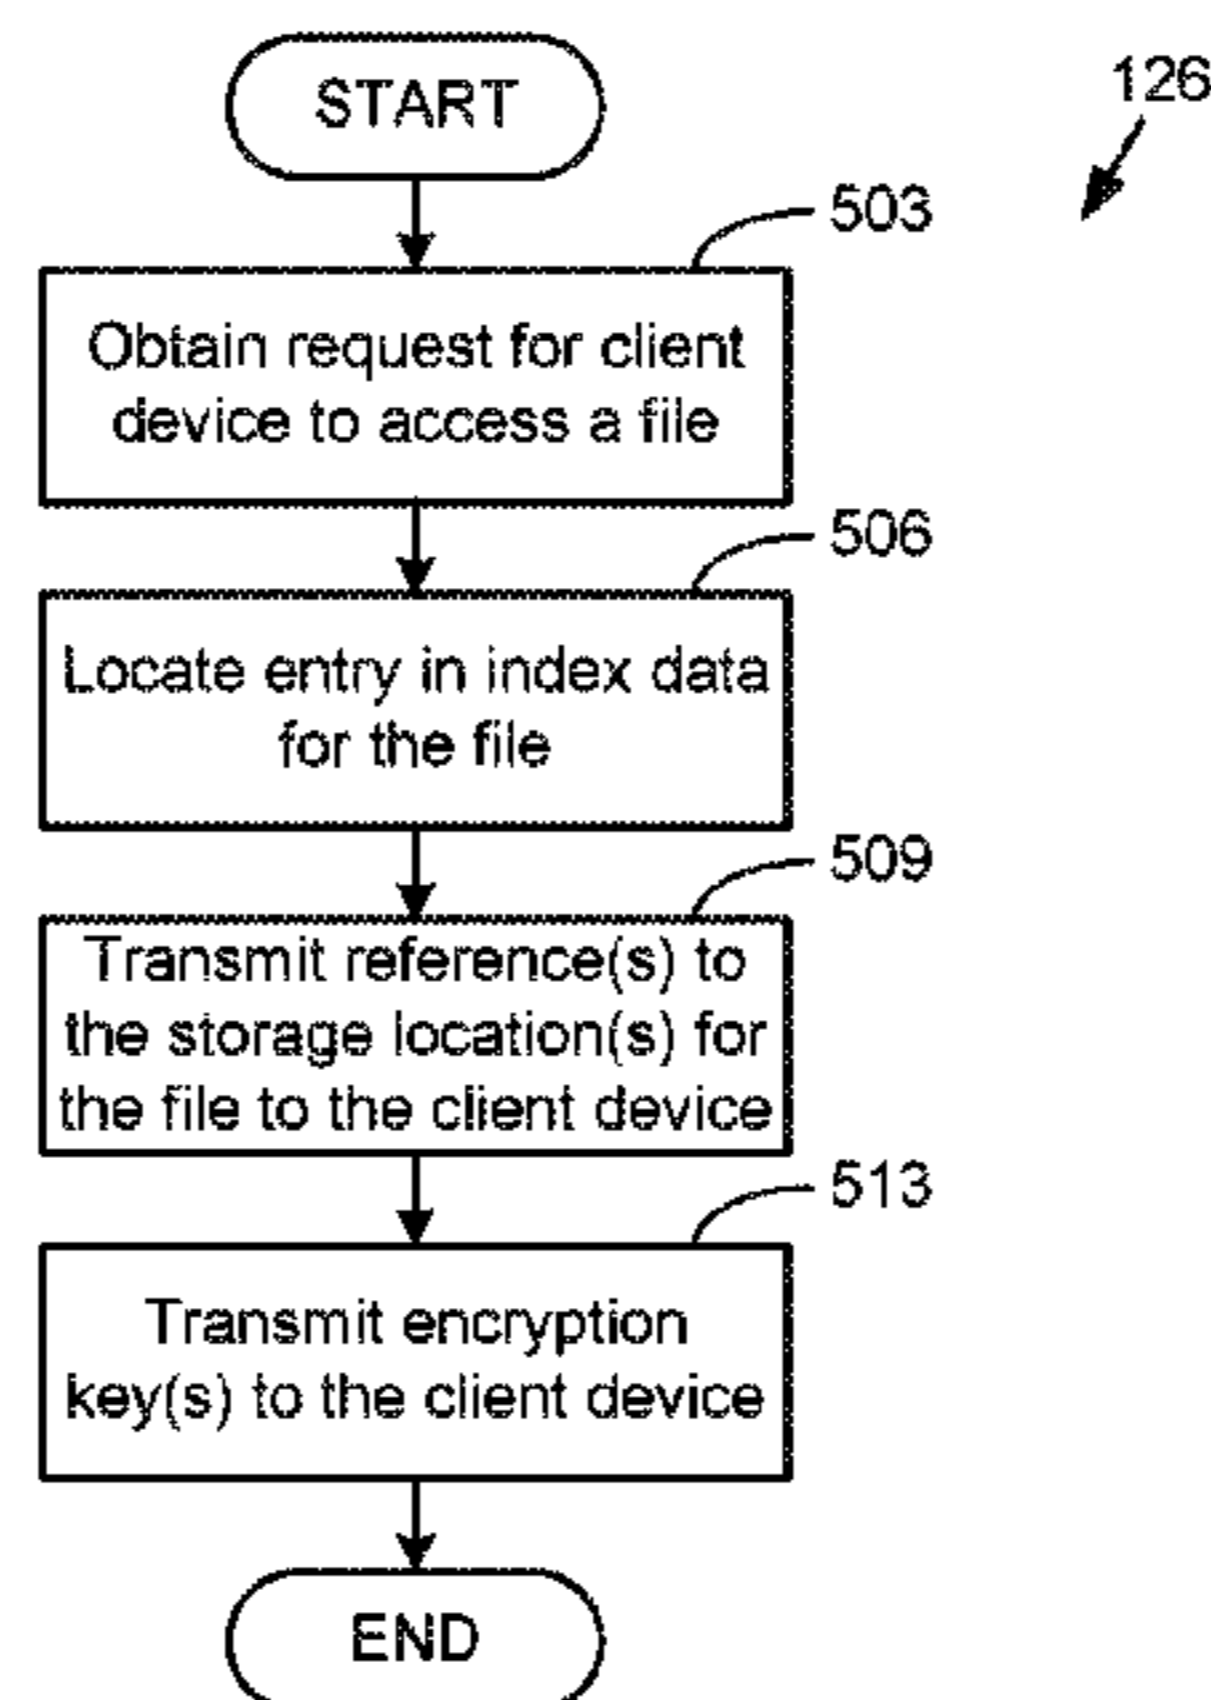 START
126
503
Obtain request for client
device to access a file
506
Locate entry in index data
for the file
509
Transmit reference(s) to
the storage location(s) for
the file to the client device
513
Transmit encryption
key(s) to the client device
END